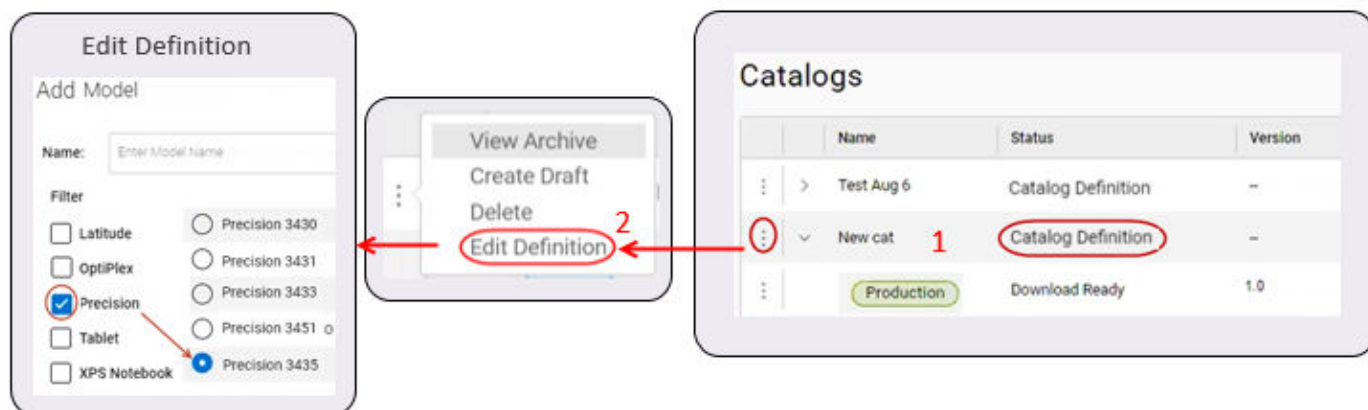 Edit Definition
Add Model
Name: Enter Model Name
Filter
Latitude
OptiPlex
Precision
Tablet
XPS Notebook
Precision 3430
Precision 3431
Precision 3433
Precision 3451
Precision 3435
View Archive
Create Draft
Delete
Edit Definition 2
Catalogs
Name Status Version
Test Aug 6 Catalog Definition --
New cat 1 Catalog Definition --
Production Download Ready 1.0